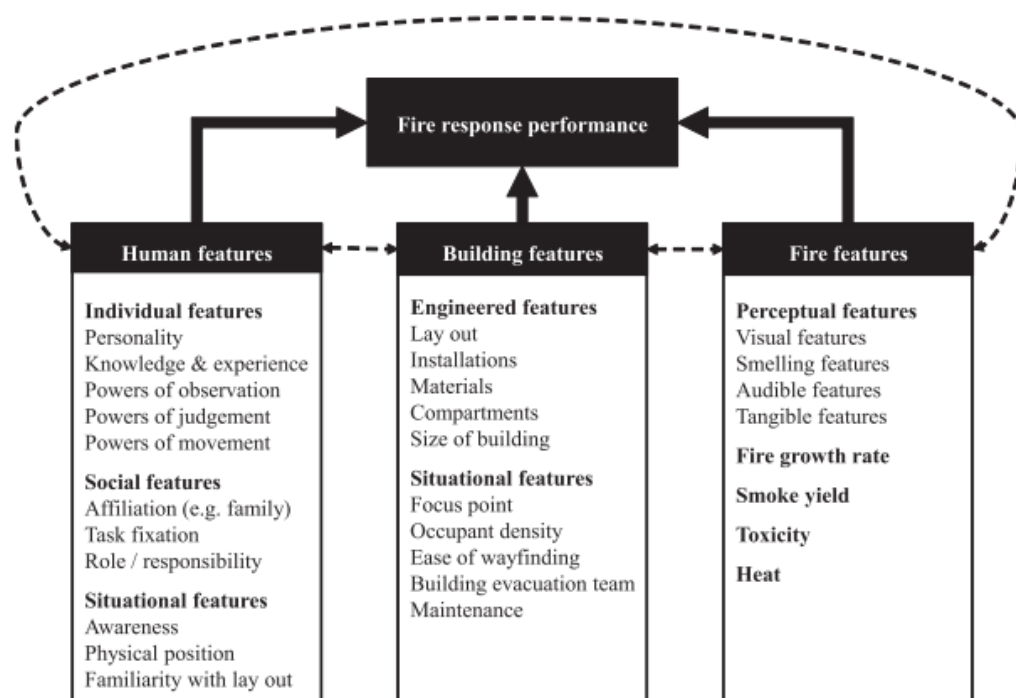 Fire response performance
Human features
Individual features
Personality
Knowledge & experience
Powers of observation
Powers of judgement
Powers of movement
Social features
Affiliation (e.g. family)
Task fixation
Role / responsibility
Situational features
Awareness
Physical position
Familiarity with lay out
Building features
Engineered features
Lay out
Installations
Materials
Compartments
Size of building
Situational features
Focus point
Occupant density
Ease of wayfinding
Building evacuation team
Maintenance
Fire features
Perceptual features
Visual features
Smelling features
Audible features
Tangible features
Fire growth rate
Smoke yield
Toxicity
Heat